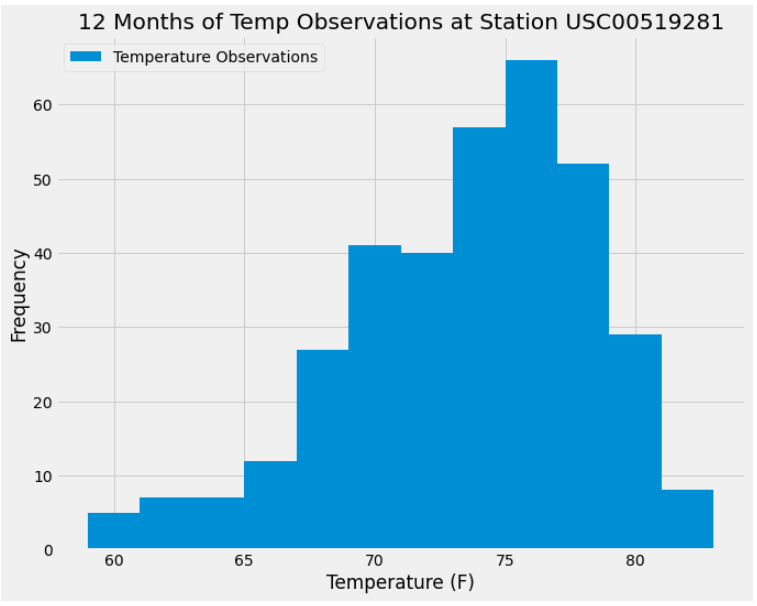 12 Months of Temp Observations at Station USC00519281
Temperature Observations
60
50
40
30
20
10
0
Frequency
60 65 70 75 80
Temperature (F)